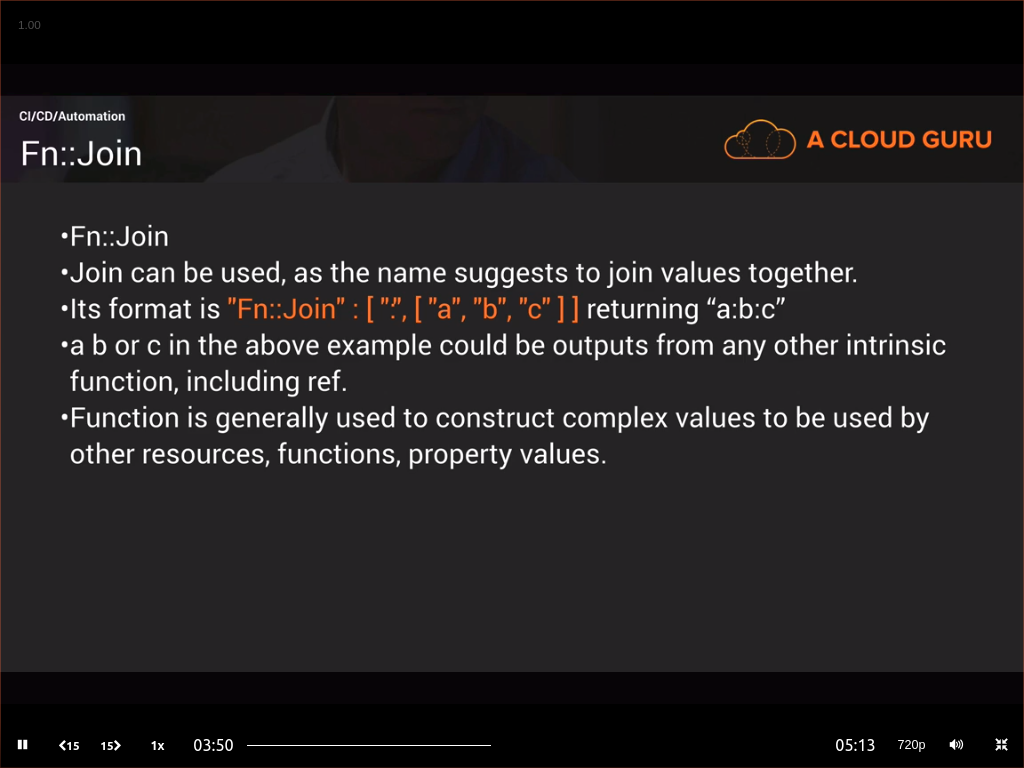 1.00
CI/CD/Automation
Fn::Join
A CLOUD GURU
•Fn::Join
•Join can be used, as the name suggests to join values together.
•Its format is "Fn::Join" : [ ":", [ "a", "b", "c" ] ] returning “a:b:c”
•a b or c in the above example could be outputs from any other intrinsic
function, including ref.
•Function is generally used to construct complex values to be used by
other resources, functions, property values.
15
15
1x
03:50
05:13
720p